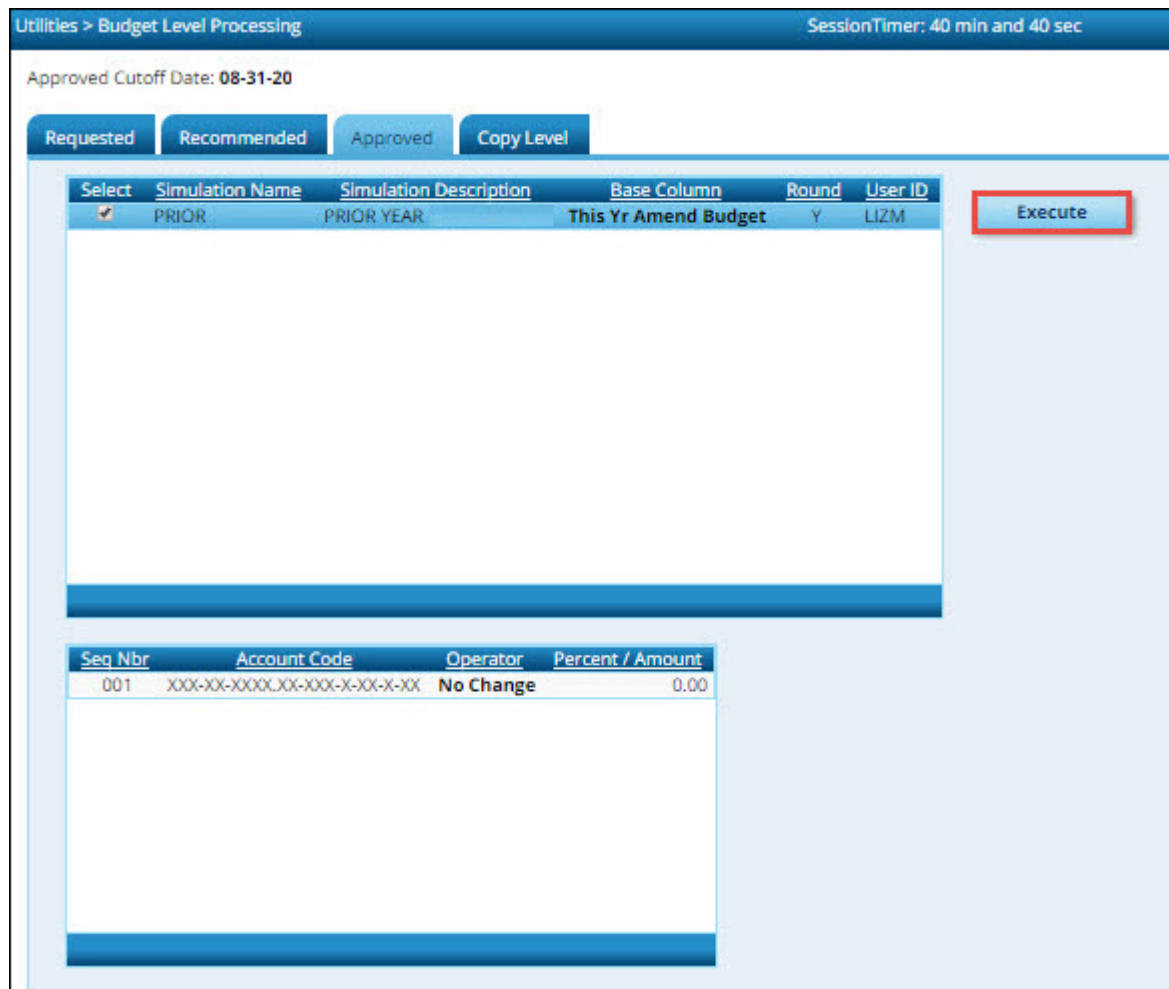 Utilities > Budget Level Processing SessionTimer: 40 min and 40 sec
Approved Cutoff Date: 08-31-20
Requested Recommended Approved Copy Level
Select Simulation Name Simulation Description Base Column Round User ID
PRIOR PRIOR YEAR This Yr Amend Budget Y LIZM
Execute
Seq Nbr Account Code Operator Percent / Amount
001 XXX-XX-XXXX.XX-XXX-X-XX-X-XX No Change 0.00